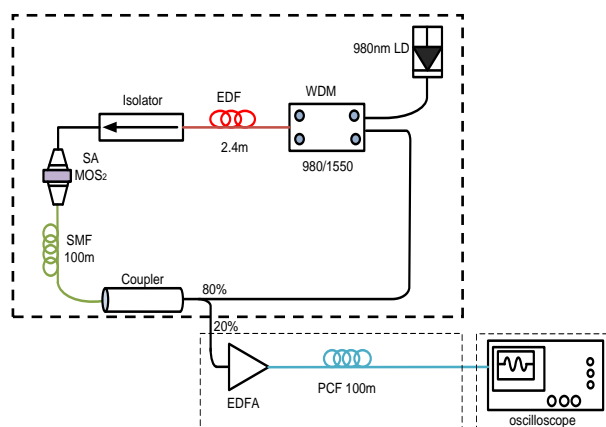 980nm LD
EDF
WDM
Isolator
2.4m
980/1550
SA
MOS2
SMF
100m
Coupler
80%
20%
EDFA
PCF 100m
oscilloscope